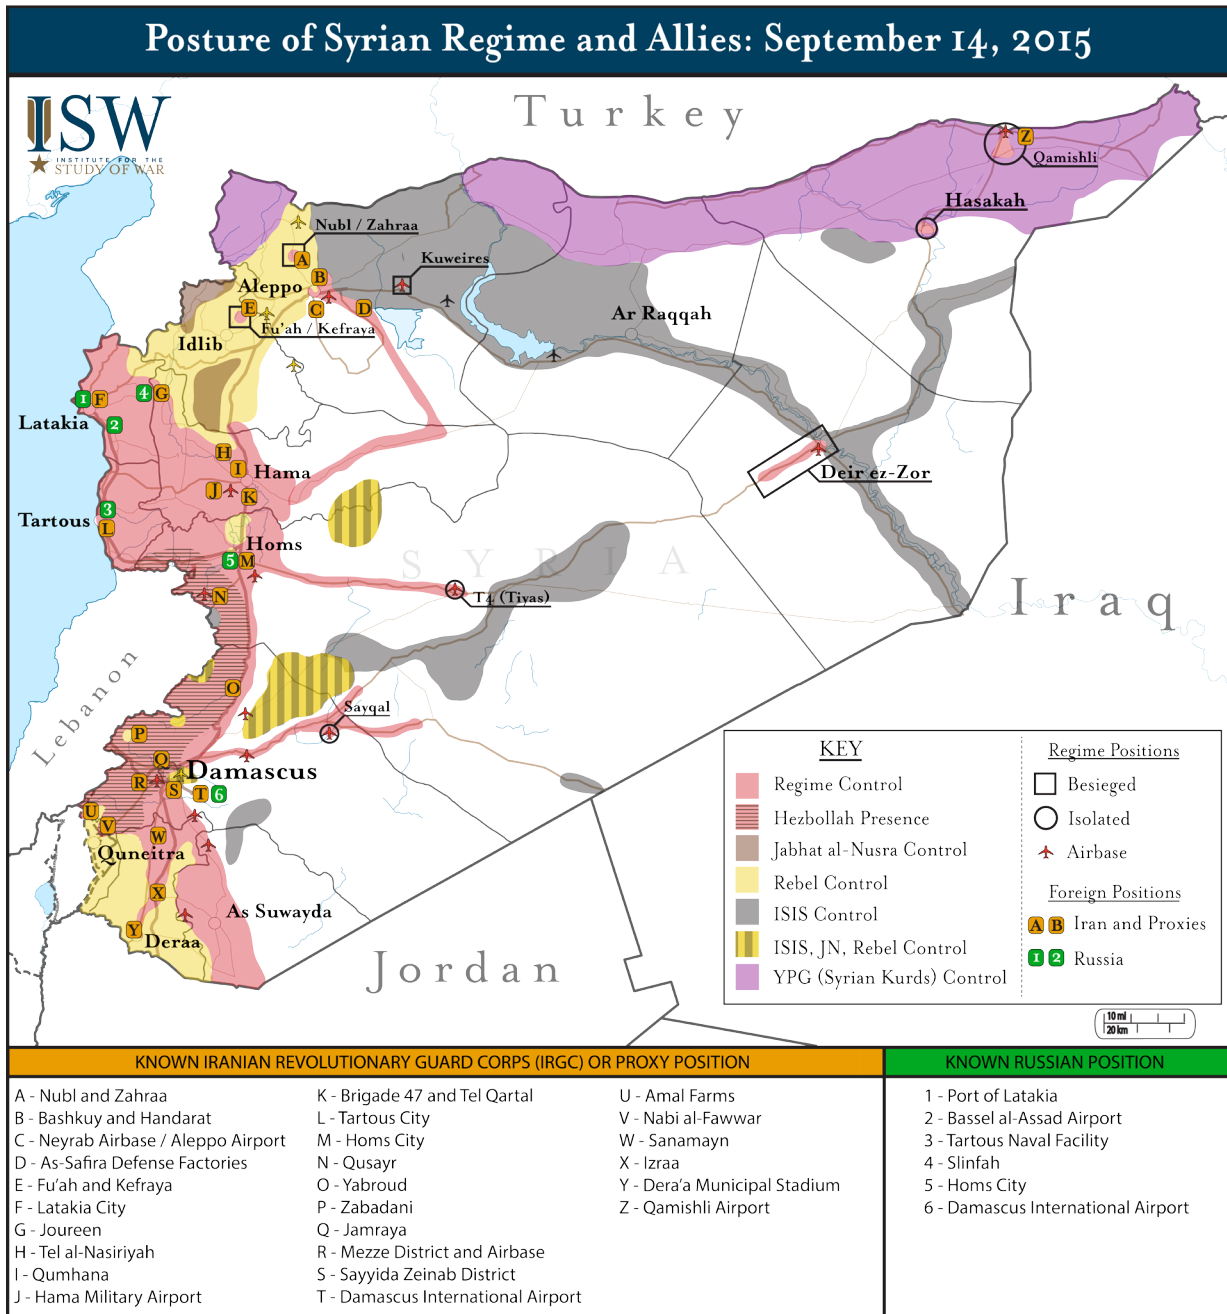 Posture of Syrian Regime and Allies: September 14, 2015
ISW
INSTITUTE FOR THE
STUDY OF WAR
Turkey
Z
Qamishli
Hasakah
Nubl / Zahraa
A
B
Kuweires
Aleppo
E
C
D
Fu'ah / Kefraya
Ar Raqqah
Idlib
1
F
4
G
Latakia
2
H
I
Hama
Deir ez-Zor
J
K
3
Tartous
L
Homs
5
M
SYRIA
T4 (Tiyas)
N
Iraq
Lebanon
O
Sayqal
P
Q
Damascus
R
S
T
6
U
V
W
Quneitra
X
As Suwayda
Y
Deraa
Jordan
KEY
Regime Control
Hezbollah Presence
Jabhat al-Nusra Control
Rebel Control
ISIS Control
ISIS, JN, Rebel Control
YPG (Syrian Kurds) Control
Regime Positions
Besieged
Isolated
Airbase
Foreign Positions
A B Iran and Proxies
1 2 Russia
10 mi
20 km
KNOWN IRANIAN REVOLUTIONARY GUARD CORPS (IRGC) OR PROXY POSITION
A - Nubl and Zahraa
B - Bashkuy and Handarat
C - Neyrab Airbase / Aleppo Airport
D - As-Safira Defense Factories
E - Fu'ah and Kefraya
F - Latakia City
G - Joureen
H - Tel al-Nasiriyah
I - Qumhana
J - Hama Military Airport
K - Brigade 47 and Tel Qartal
L - Tartous City
M - Homs City
N - Qusayr
O - Yabroud
P - Zabadani
Q - Jamraya
R - Mezze District and Airbase
S - Sayyida Zeinab District
T - Damascus International Airport
U - Amal Farms
V - Nabi al-Fawwar
W - Sanamayn
X - Izraa
Y - Dera'a Municipal Stadium
Z - Qamishli Airport
KNOWN RUSSIAN POSITION
1 - Port of Latakia
2 - Bassel al-Assad Airport
3 - Tartous Naval Facility
4 - Slinfah
5 - Homs City
6 - Damascus International Airport